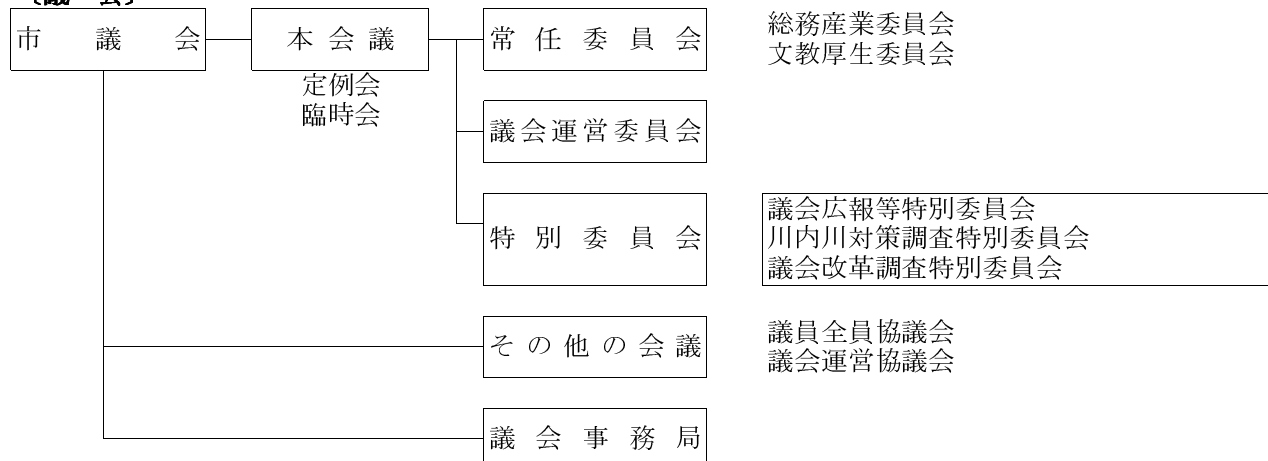 市議会
本会議
定例会
臨時会
常任委員会
総務産業委員会
文教厚生委員会
議会運営委員会
特別委員会
議会広報等特別委員会
川内川対策調査特別委員会
議会改革調査特別委員会
その他の会議
議員全員協議会
議会運営協議会
議会事務局